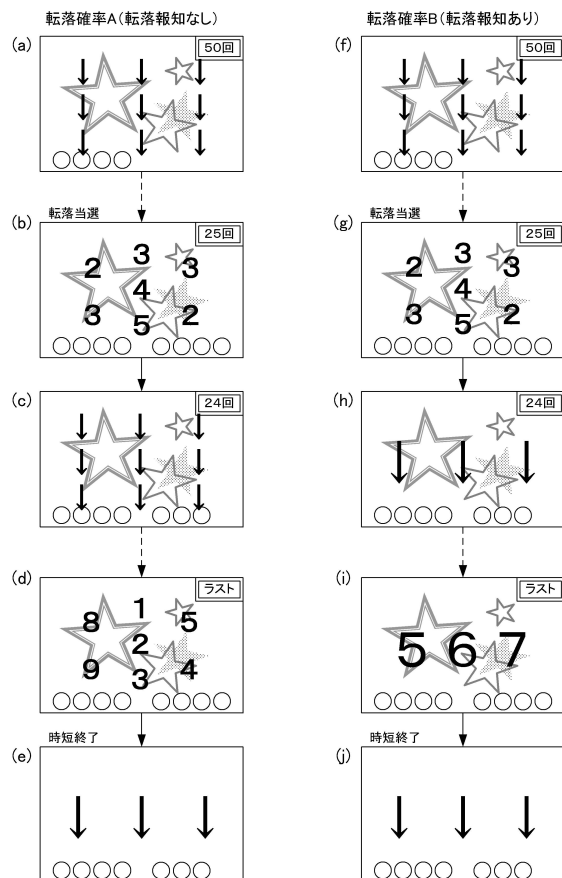 転落確率A(転落報知なし)
(a)
50回
(b)
転落当選
25回
2 3 3
4
3 5 2
(c)
24回
(d)
ラスト
8 1 5
2
9 3 4
時短終了
(e)
転落確率B(転落報知あり)
(f)
50回
(g)
転落当選
25回
2 3 3
4
3 5 2
(h)
24回
(i)
ラスト
5 6 7
時短終了
(j)